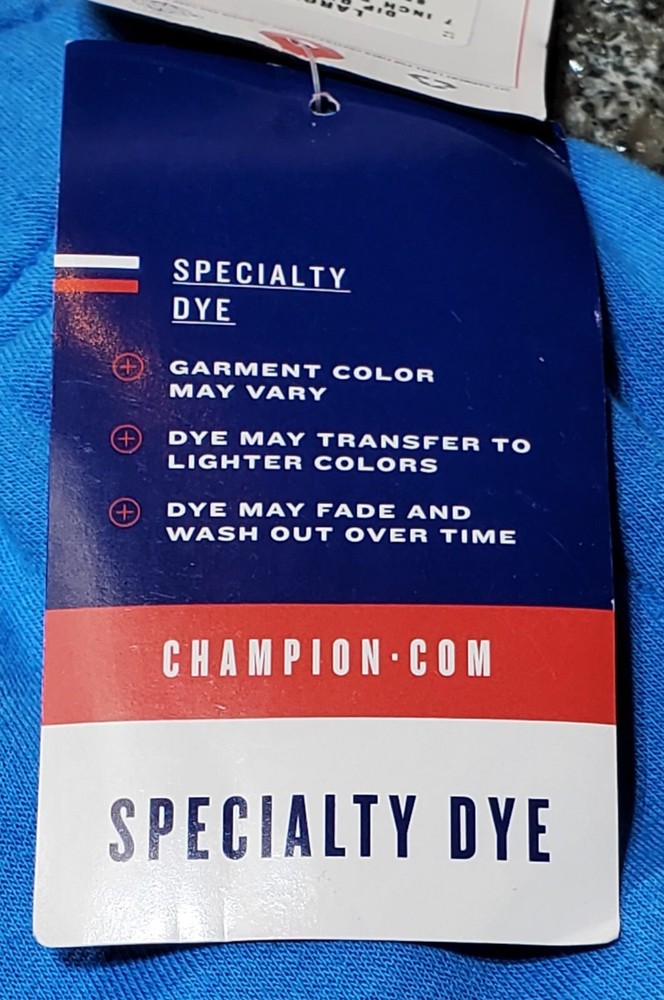 SPECIALTY
DYE
GARMENT COLOR
MAY VARY
DYE MAY TRANSFER TO
LIGHTER COLORS
DYE MAY FADE AND
WASH OUT OVER TIME
CHAMPION·COM
SPECIALTY DYE